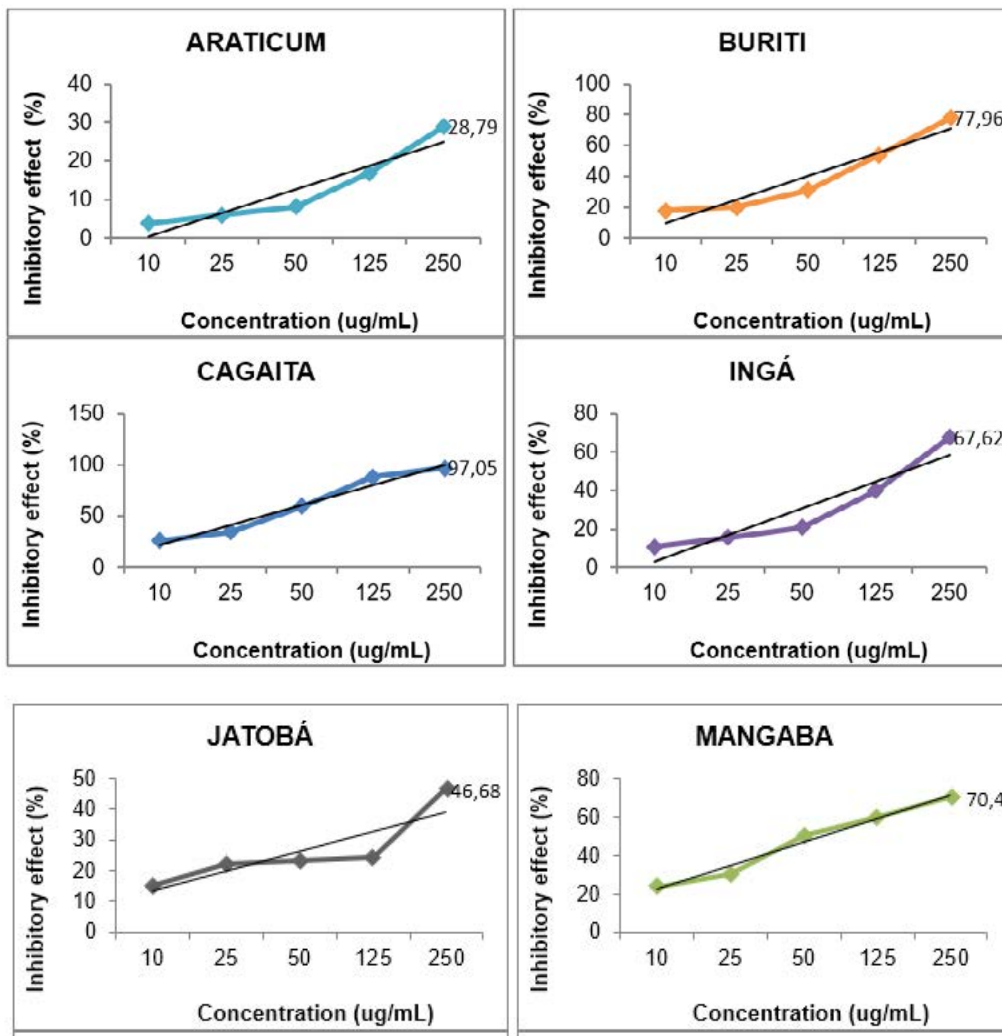 ARATICUM
Inhibitory effect (%)
40
30
20
10
0
28,79
10 25 50 125 250
Concentration (ug/mL)
BURITI
Inhibitory effect (%)
100
80
60
40
20
0
77,96
10 25 50 125 250
Concentration (ug/mL)
CAGAITA
Inhibitory effect (%)
150
100
50
0
97,05
10 25 50 125 250
Concentration (ug/mL)
INGÁ
Inhibitory effect (%)
80
60
40
20
0
67,62
10 25 50 125 250
Concentration (ug/mL)
JATOBÁ
Inhibitory effect (%)
50
40
30
20
10
0
46,68
10 25 50 125 250
Concentration (ug/mL)
MANGABA
Inhibitory effect (%)
80
60
40
20
0
70,4
10 25 50 125 250
Concentration (ug/mL)